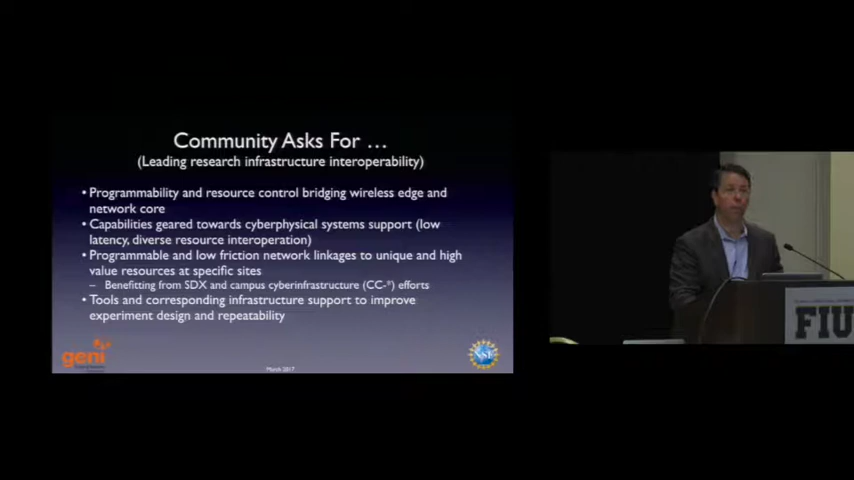 Community Asks For ...
(Leading research infrastructure interoperability)
• Programmability and resource control bridging wireless edge and
network core
• Capabilities geared towards cyberphysical systems support (low
latency, diverse resource interoperation)
• Programmable and low friction network linkages to unique and high
value resources at specific sites
– Benefitting from SDX and campus cyberinfrastructure (CC-*) efforts
• Tools and corresponding infrastructure support to improve
experiment design and repeatability
geni
March 2017
NSF
FIU